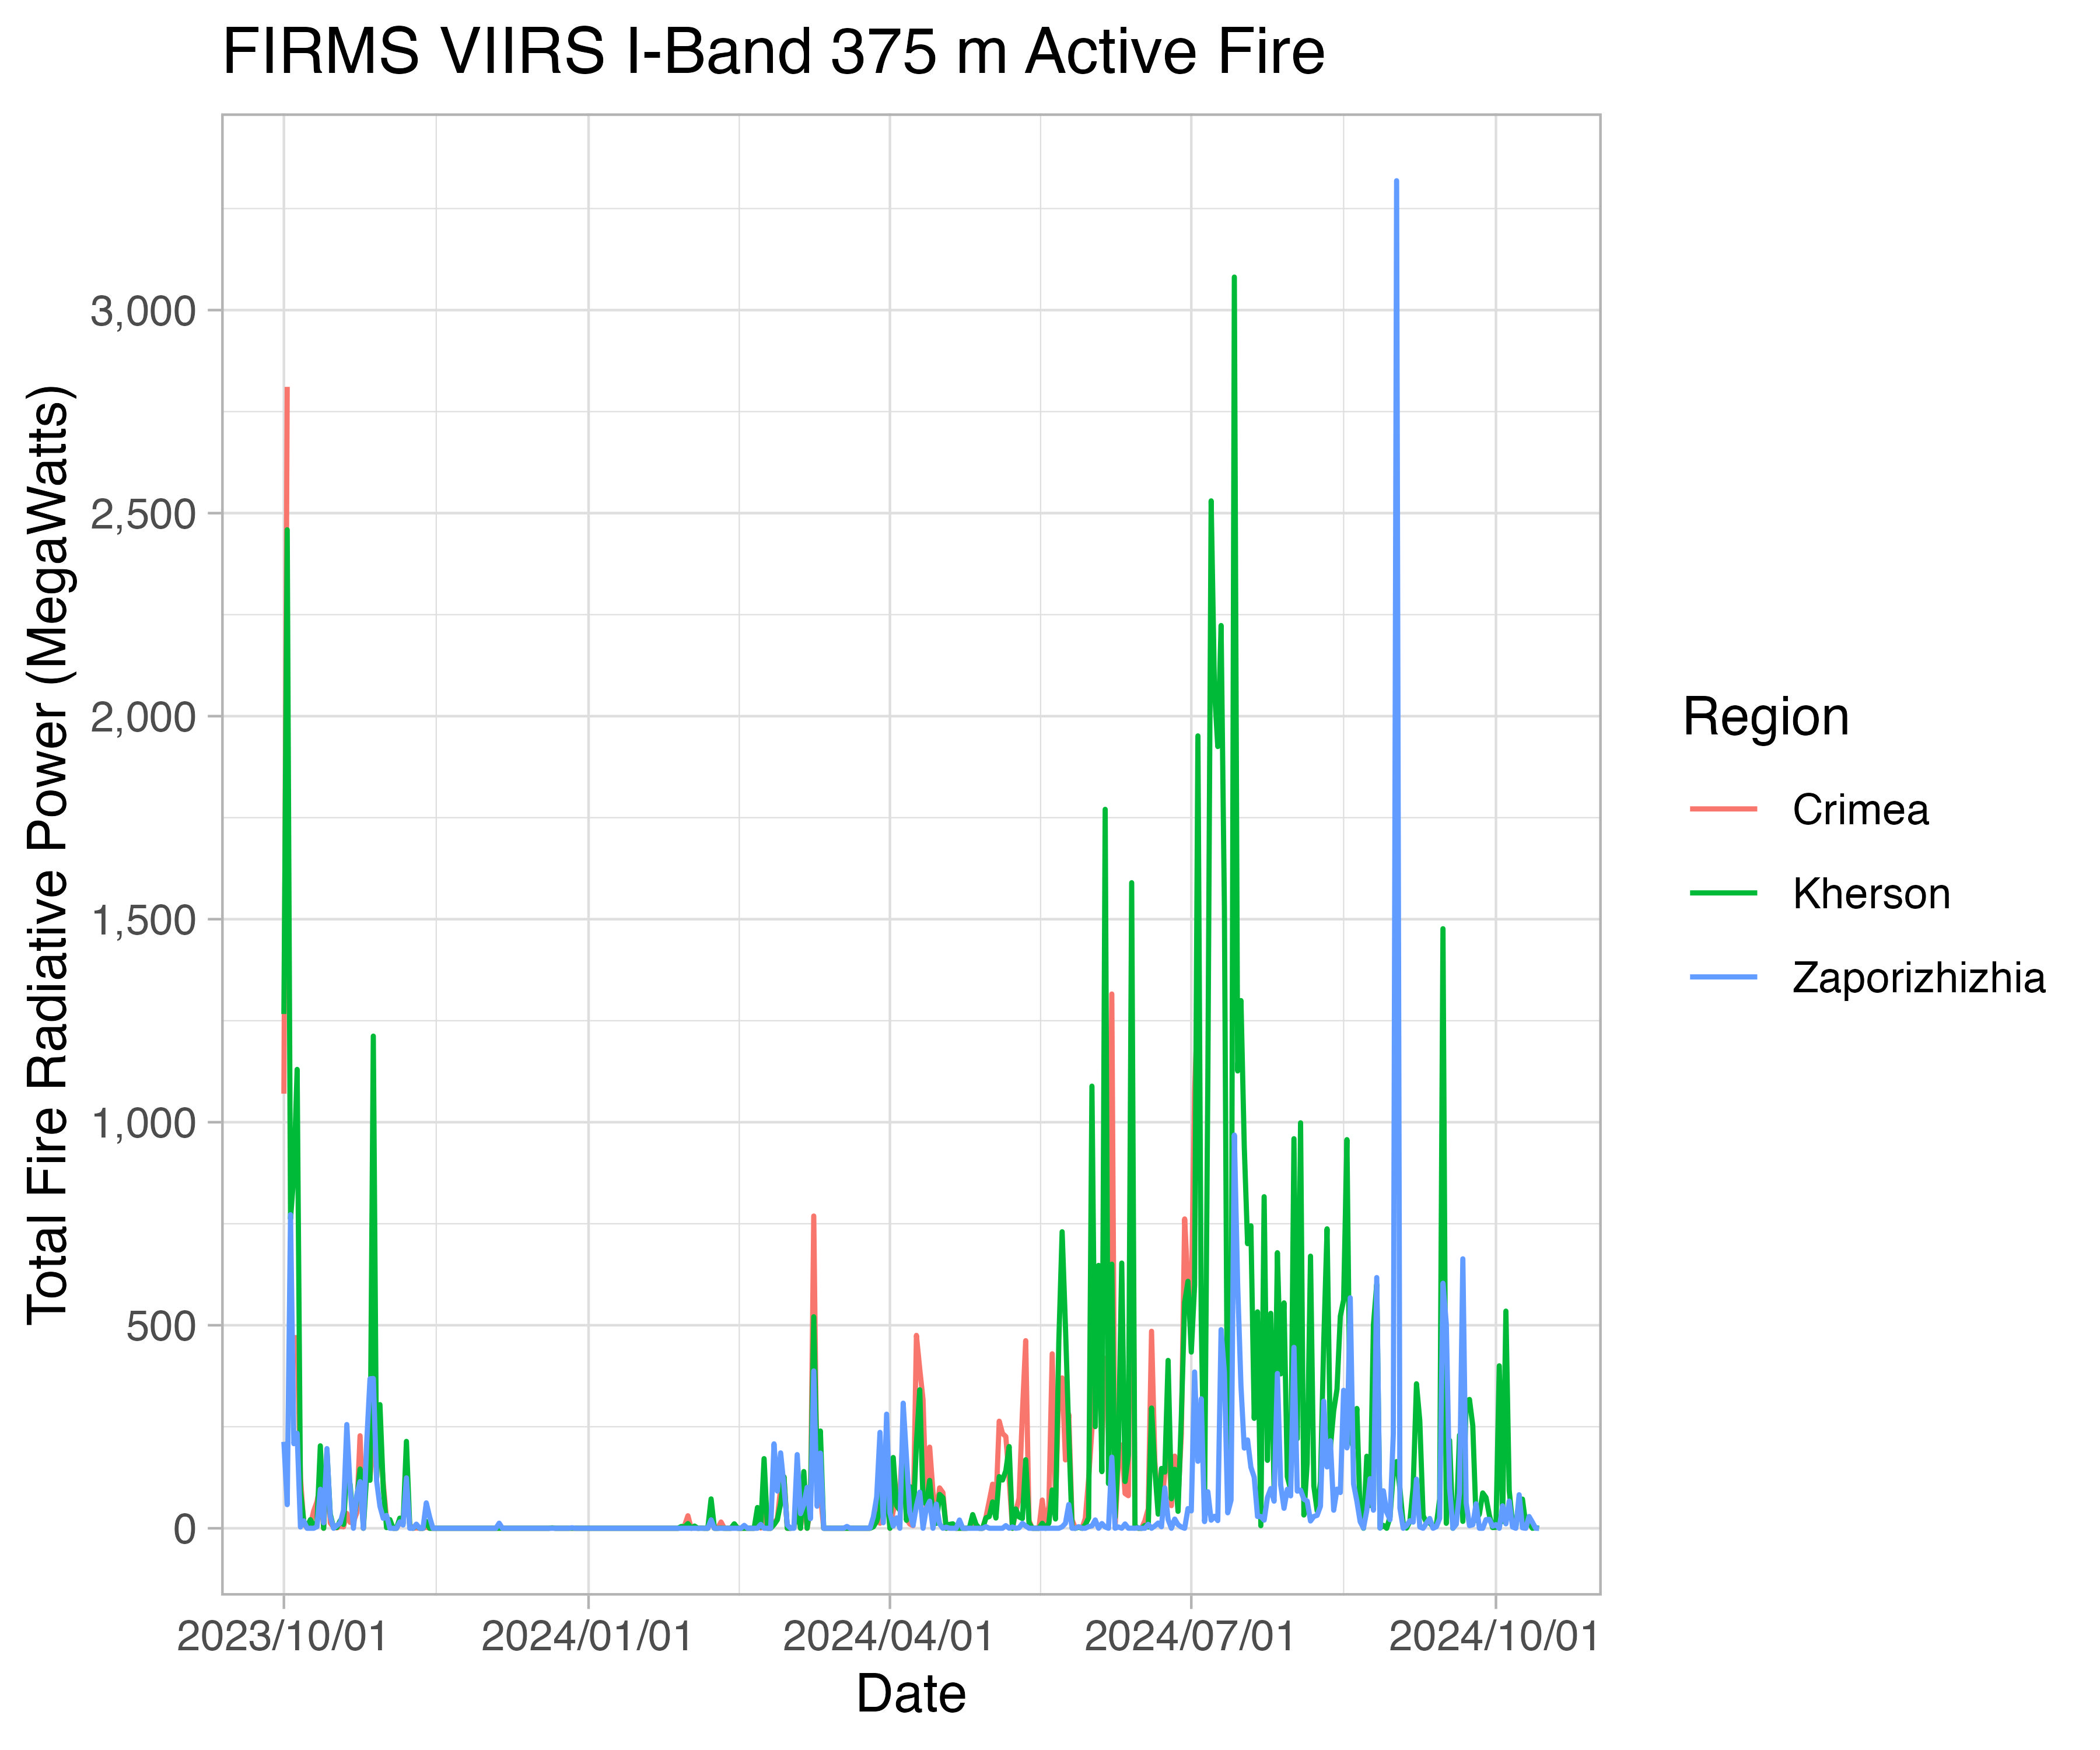 FIRMS VIIRS I-Band 375 m Active Fire
Total Fire Radiative Power (MegaWatts)
3,000
2,500
2,000
1,500
1,000
500
0
2023/10/01
2024/01/01
2024/04/01
2024/07/01
2024/10/01
Date
Region
Crimea
Kherson
Zaporizhizhia